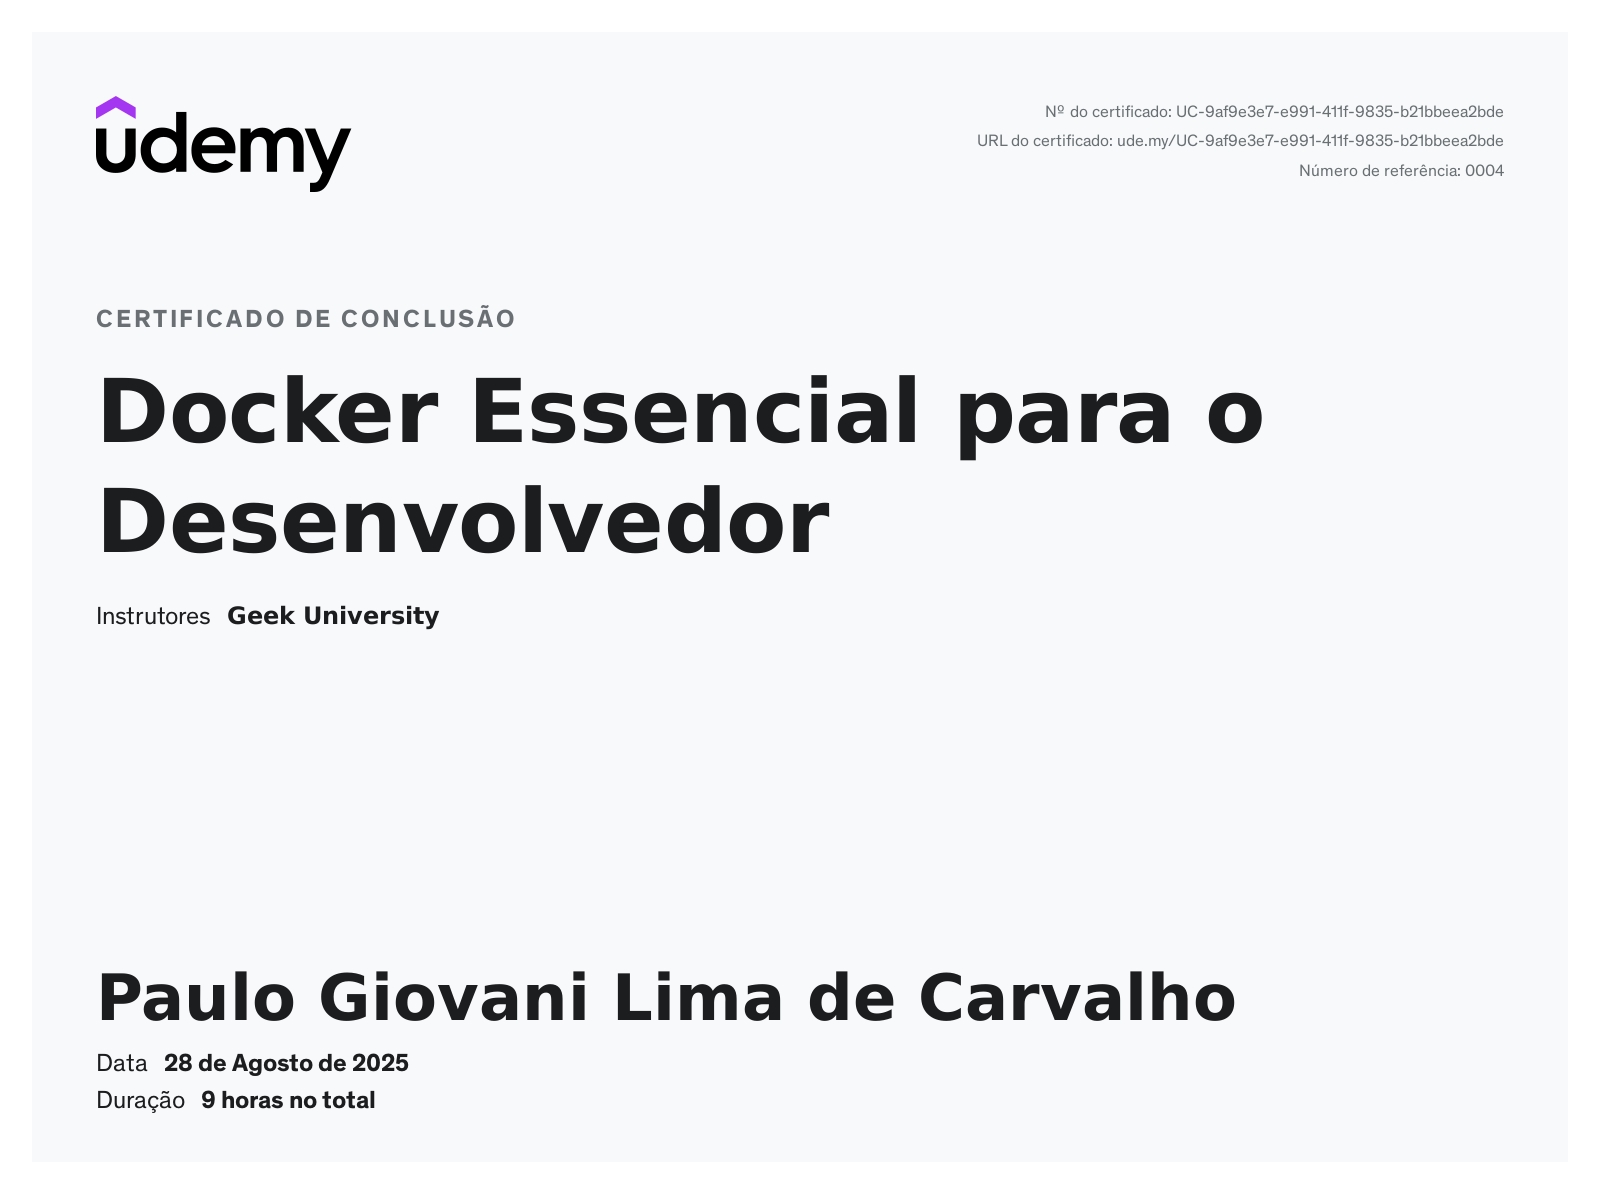 udemy
Nº do certificado: UC-9af9e3e7-e991-411f-9835-b21bbeea2bde
URL do certificado: ude.my/UC-9af9e3e7-e991-411f-9835-b21bbeea2bde
Número de referência: 0004
CERTIFICADO DE CONCLUSÃO
Docker Essencial para o
Desenvolvedor
Instrutores Geek University
Paulo Giovani Lima de Carvalho
Data 28 de Agosto de 2025
Duração 9 horas no total